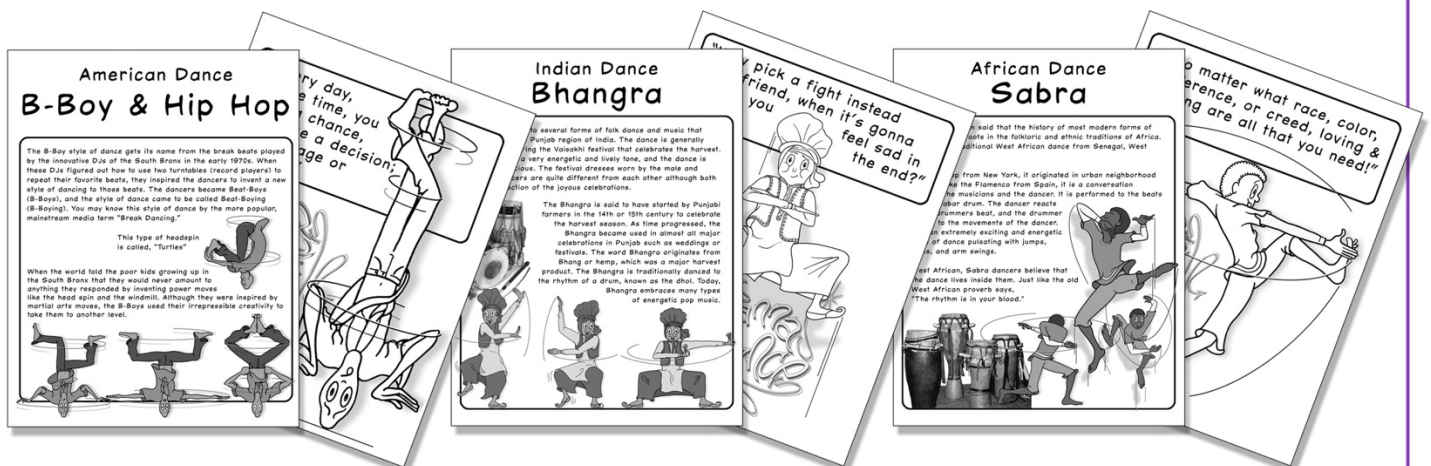 American Dance
B-Boy & Hip Hop
The B-Boy style of dance gets its name from the break beats played
by the innovative DJs of the South Bronx in the early 1970s. When
these DJs figured out how to use two turntables (record players) to
repeat their favorite beats, they inspired the dancers to invent a new
style of dancing to those beats. The dancers became Beat-Boys
(B-Boys), and the style dance came to be called Beat-Boying
(B-Boying). You may know this style of dance by the more popular,
mainstream media term "Break Dancing."
This type of headspin
is called, "Turtles"
When the world told the poor kids growing up in
the South Bronx that they would never amount to
anything they responded by inventing power moves
like the head spin and the windmill. Although they were inspired by
martial arts moves, the B-Boys used their irrepressible creativity to
take them to another level.
ry day,
time, you
chance,
e a decision;
age or
Indian Dance
Bhangra
to several forms of folk dance and music that
Punjab region of India. The dance is generally
ring the Vaisakhi festival that celebrates the harvest.
a very energetic and lively tone, and the dance is
ious. The festival dresses worn by the male and
cers are quite different from each other although both
ction of the joyous celebrations.
The Bhangra is said to have started by Punjabi
farmers in the 14th or 15th century to celebrate
the harvest season. As time progressed, the
Bhangra became used in almost all major
celebrations in Punjab such as weddings or
festivals. The word Bhangra originates from
Bhang or hemp, which was a major harvest
product. The Bhangra is traditionally danced to
the rhythm of a drum, known as the dhol. Today,
Bhangra embraces many types
of energetic pop music.
pick a fight instead
friend, when it's gonna
you feel sad in
the end?"
African Dance
Sabra
said that the history of most modern forms of
oots in the folkloric and ethnic traditions of Africa.
ditional West African dance from Senegal, West
p from New York, it originated in urban neighborhood
ke the Flamenco from Spain, it is a conversation
the musicians and the dancer. It is performed to the beats
abar drum. The dancer reacts
drummers beat, and the drummer
to the movements of the dancer.
an extremely exciting and energetic
of dance pulsating with jumps,
s, and arm swings.
est African, Sabra dancers believe that
he dance lives inside them. Just like the old
West African proverb says,
"The rhythm is in your blood."
o matter what race, color,
erence, or creed, loving &
ng are all that you need!"